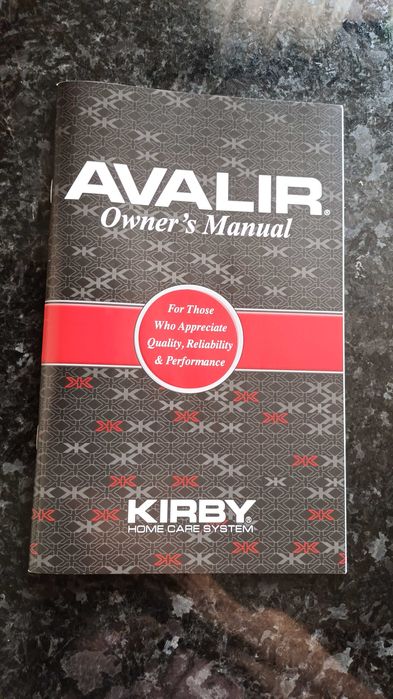 AVALIR®
Owner's Manual
For Those
Who Appreciate
Quality, Reliability
& Performance
KIRBY®
HOME CARE SYSTEM